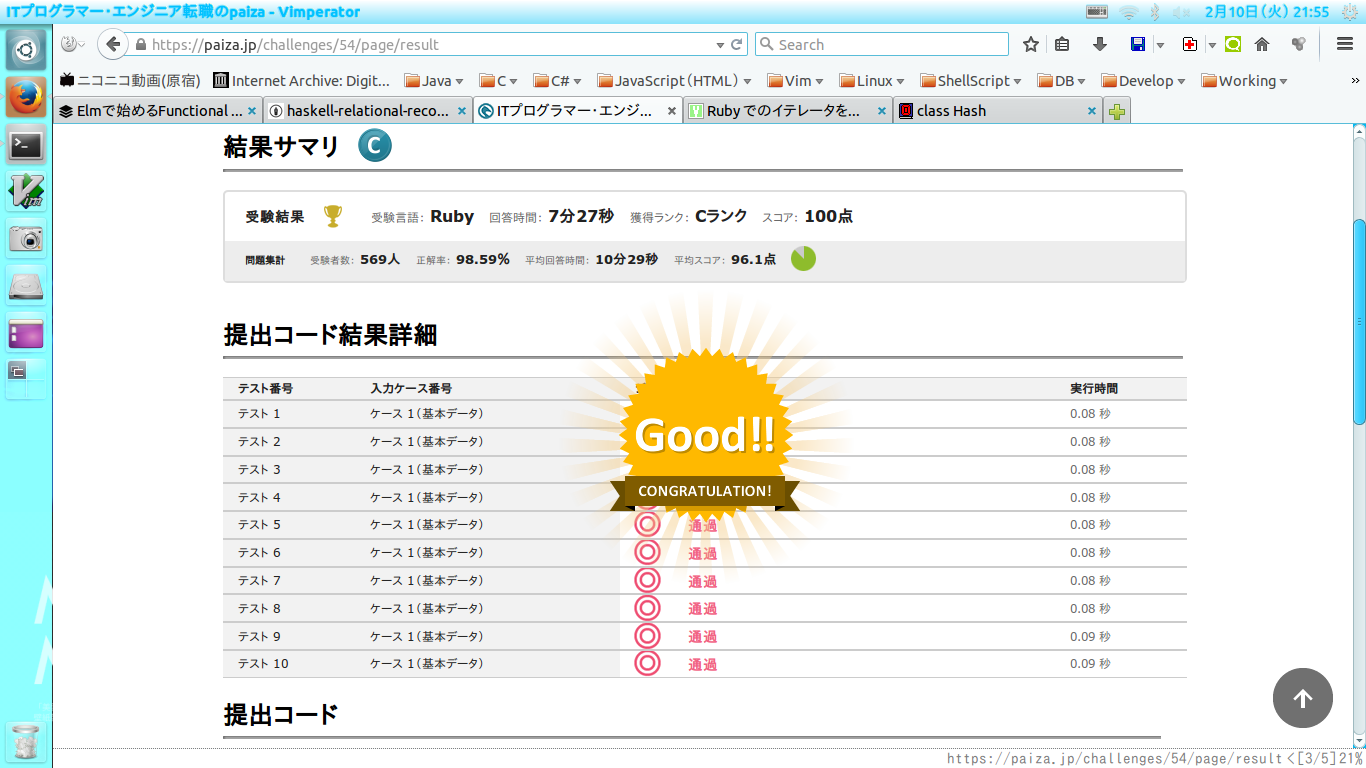 ITプログラマー・エンジニア転職のpaiza - Vimperator
2月10日(火) 21:55
https://paiza.jp/challenges/54/page/result
Search
ニコニコ動画(原宿) Internet Archive: Digit... Java C C# JavaScript(HTML) Vim Linux ShellScript DB Develop Working »
Elmで始めるFunctional ... haskell-relational-reco... ITプログラマー・エンジ... Ruby でのイテレータを... class Hash
結果サマリ C
受験結果 受験言語: Ruby 回答時間: 7分27秒 獲得ランク: Cランク スコア: 100点
問題集計 受験者数: 569人 正解率: 98.59% 平均回答時間: 10分29秒 平均スコア: 96.1点
提出コード結果詳細
テスト番号 入力ケース番号 実行時間
テスト 1 ケース 1(基本データ) 0.08 秒
テスト 2 ケース 1(基本データ) 0.08 秒
テスト 3 ケース 1(基本データ) 0.08 秒
テスト 4 ケース 1(基本データ) 0.08 秒
Good!!
CONGRATULATION!
テスト 5 ケース 1(基本データ) 通過 0.08 秒
テスト 6 ケース 1(基本データ) 通過 0.08 秒
テスト 7 ケース 1(基本データ) 通過 0.08 秒
テスト 8 ケース 1(基本データ) 通過 0.08 秒
テスト 9 ケース 1(基本データ) 通過 0.09 秒
テスト 10 ケース 1(基本データ) 通過 0.09 秒
提出コード
https://paiza.jp/challenges/54/page/result <[3/5]21%